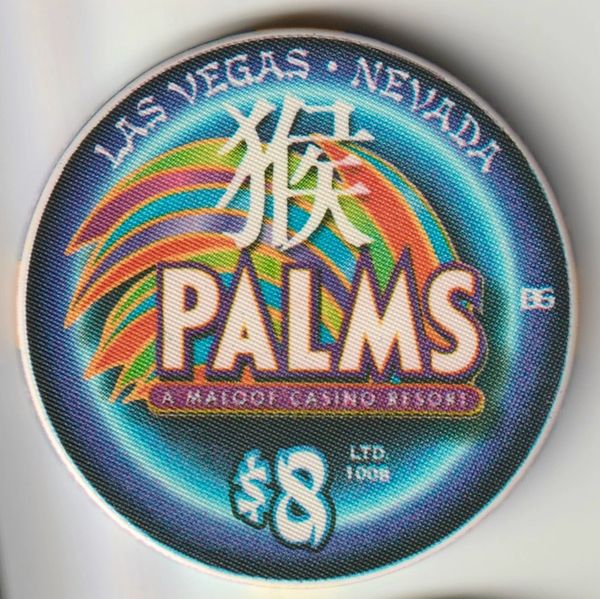 LAS VEGAS • NEVADA
猴
PALMS
A MALOOF CASINO RESORT
BG
$8
LTD
1008